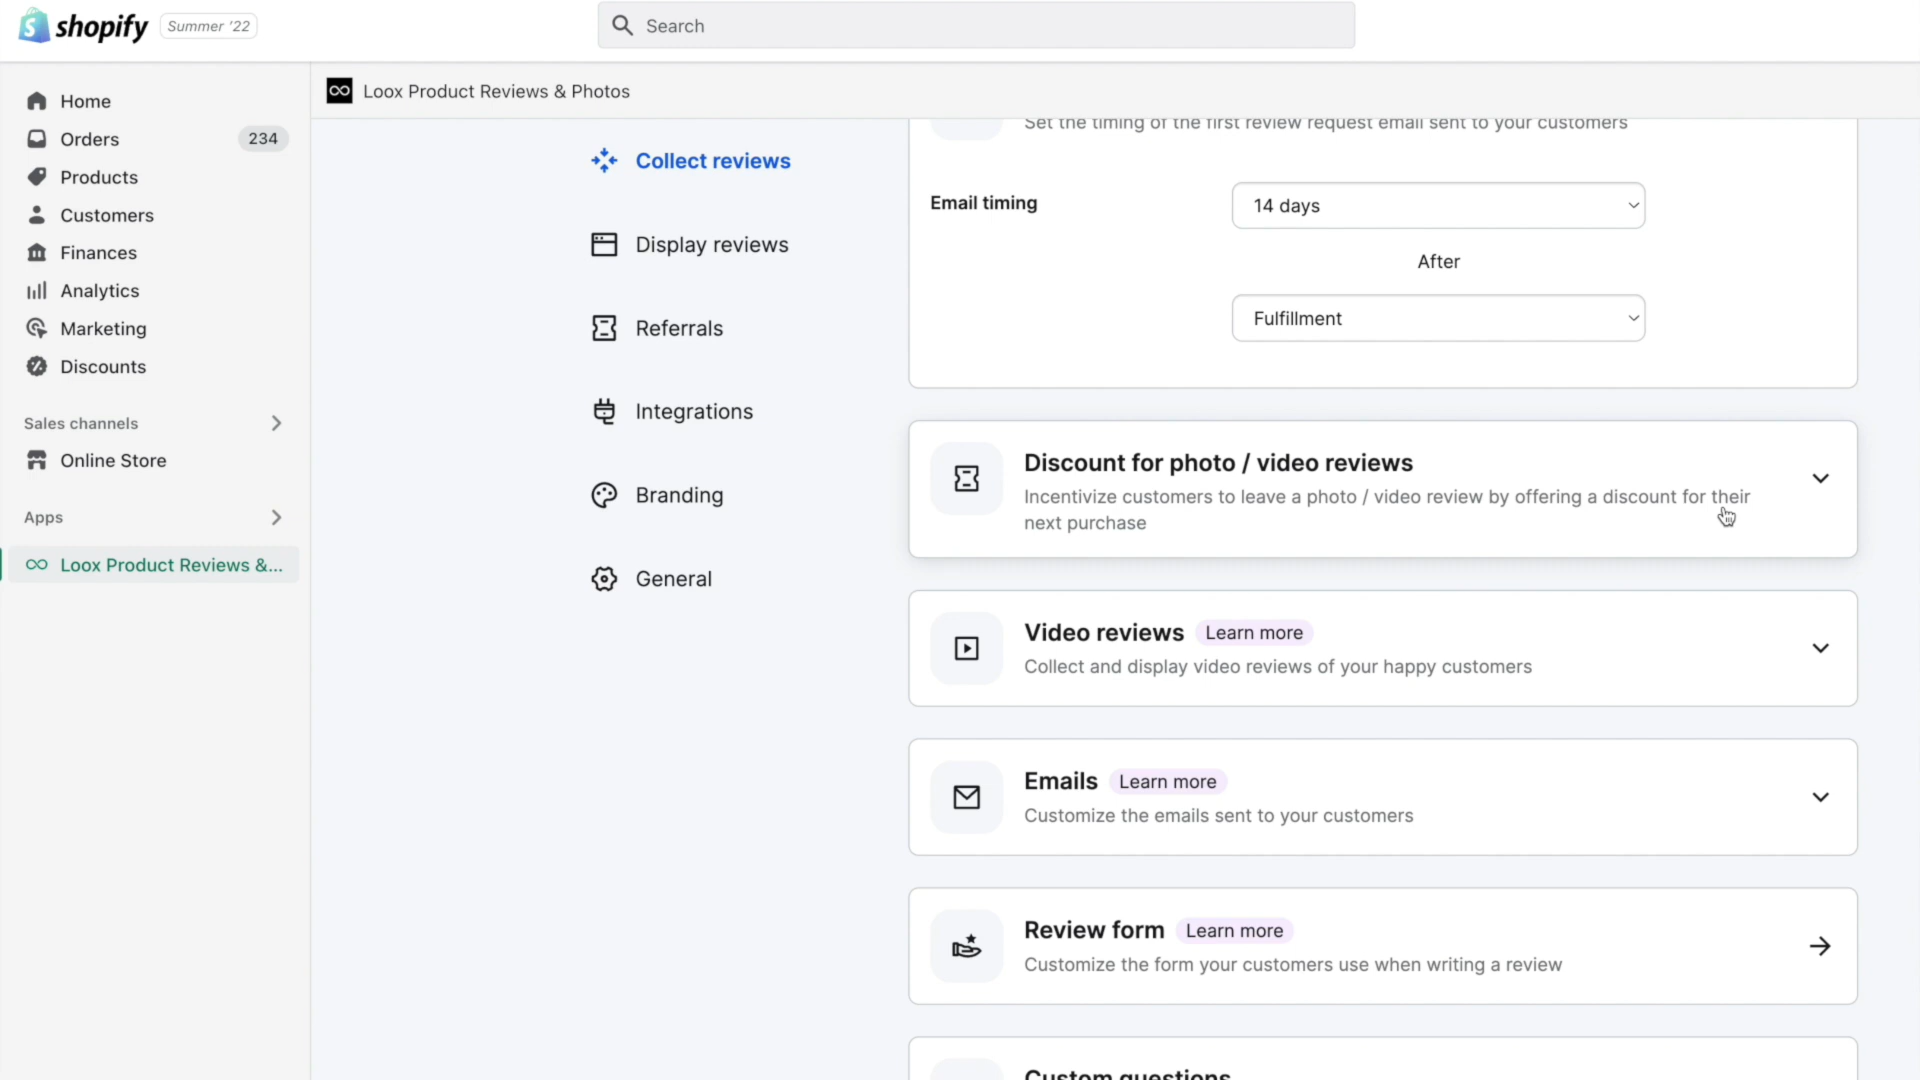 shopify
Summer '22
Search
Home
Orders
234
Products
Customers
Finances
Analytics
Marketing
Discounts
Sales channels
Online Store
Apps
Loox Product Reviews &...
Loox Product Reviews & Photos
Collect reviews
Display reviews
Referrals
Integrations
Branding
General
Set the timing of the first review request email sent to your customers
Email timing
14 days
After
Fulfillment
Discount for photo / video reviews
Incentivize customers to leave a photo / video review by offering a discount for their
next purchase
Video reviews
Learn more
Collect and display video reviews of your happy customers
Emails
Learn more
Customize the emails sent to your customers
Review form
Learn more
Customize the form your customers use when writing a review
Custom questions